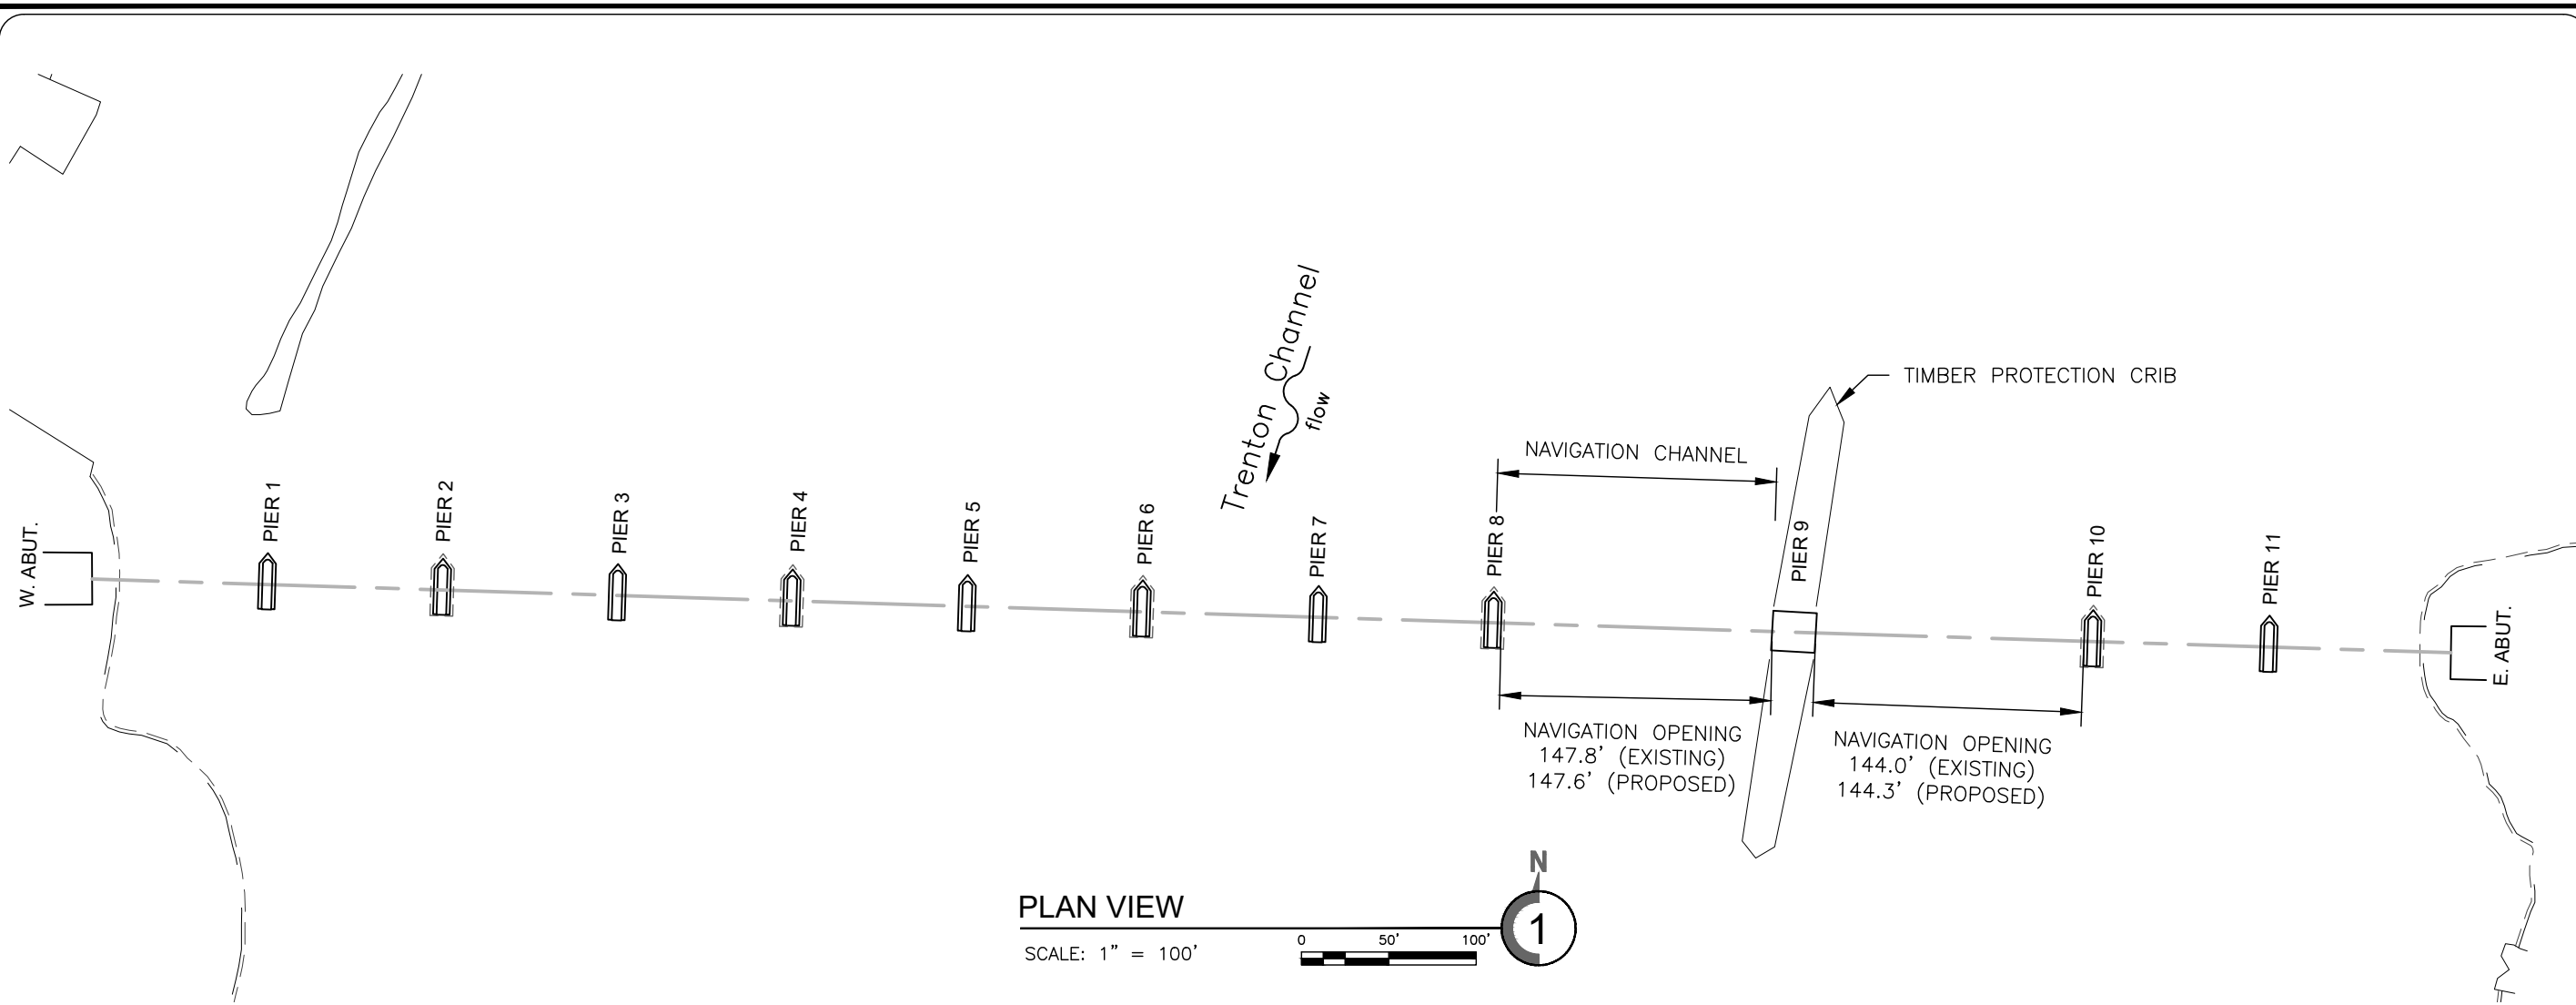 Trenton Channel
flow
TIMBER PROTECTION CRIB
NAVIGATION CHANNEL
W. ABUT.
PIER 1
PIER 2
PIER 3
PIER 4
PIER 5
PIER 6
PIER 7
PIER 8
PIER 9
PIER 10
PIER 11
E. ABUT.
NAVIGATION OPENING
147.8' (EXISTING)
147.6' (PROPOSED)
NAVIGATION OPENING
144.0' (EXISTING)
144.3' (PROPOSED)
PLAN VIEW
SCALE: 1" = 100'
0 50' 100'
N
1